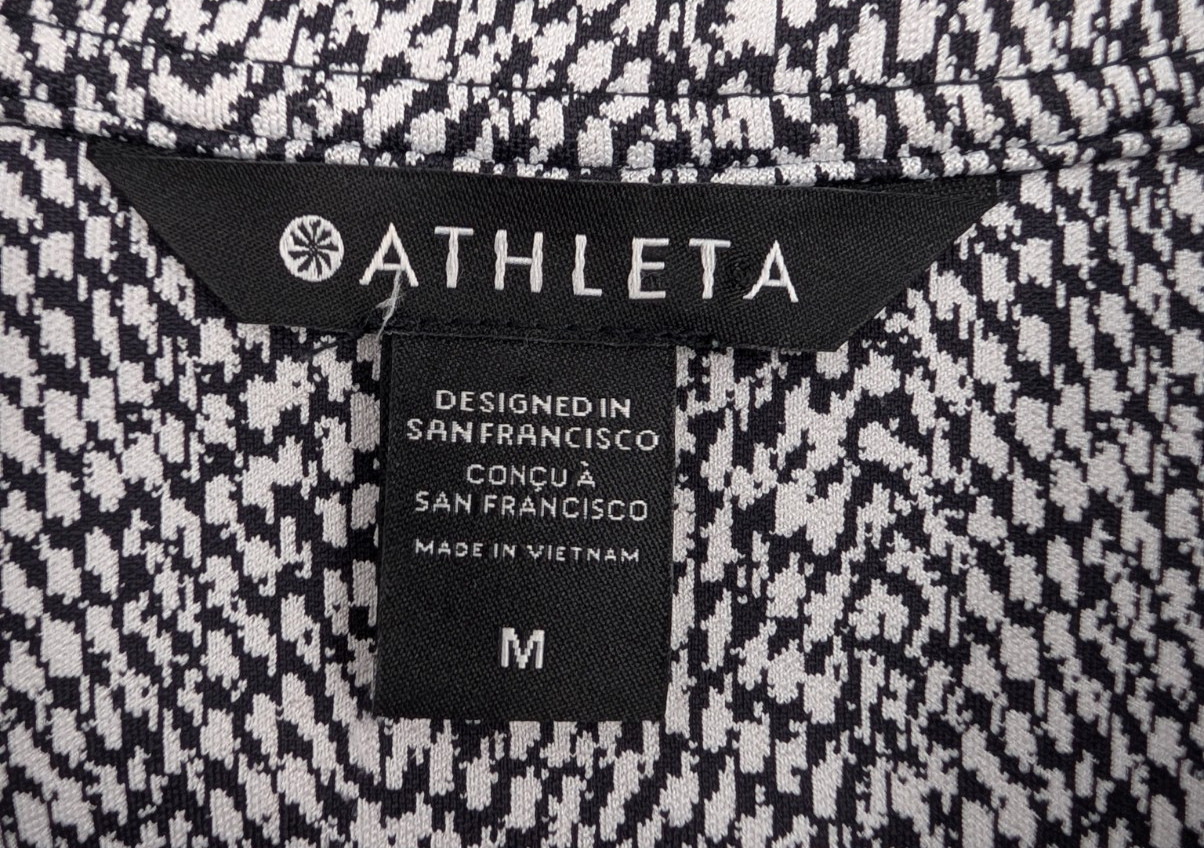 ATHLETA
DESIGNED IN
SAN FRANCISCO
CONÇU À
SAN FRANCISCO
MADE IN VIETNAM
M